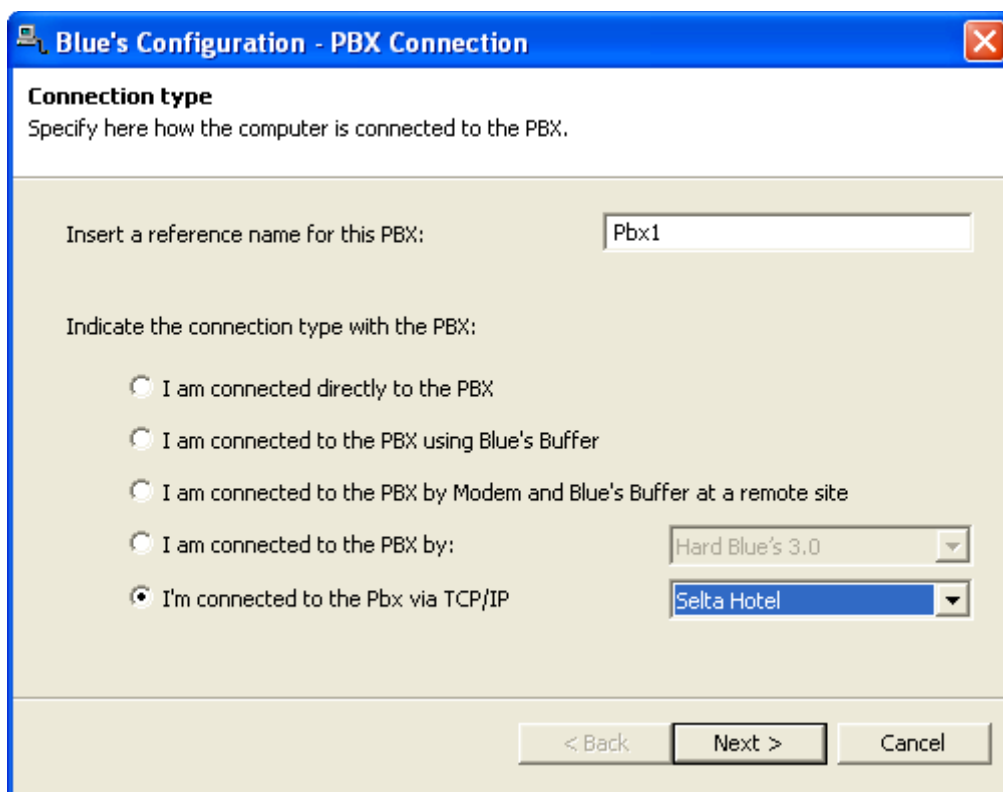 Blue's Configuration - PBX Connection
Connection type
Specify here how the computer is connected to the PBX.
Insert a reference name for this PBX: Pbx1
Indicate the connection type with the PBX:
I am connected directly to the PBX
I am connected to the PBX using Blue's Buffer
I am connected to the PBX by Modem and Blue's Buffer at a remote site
I am connected to the PBX by: Hard Blue's 3.0
I'm connected to the Pbx via TCP/IP Selta Hotel
< Back Next > Cancel